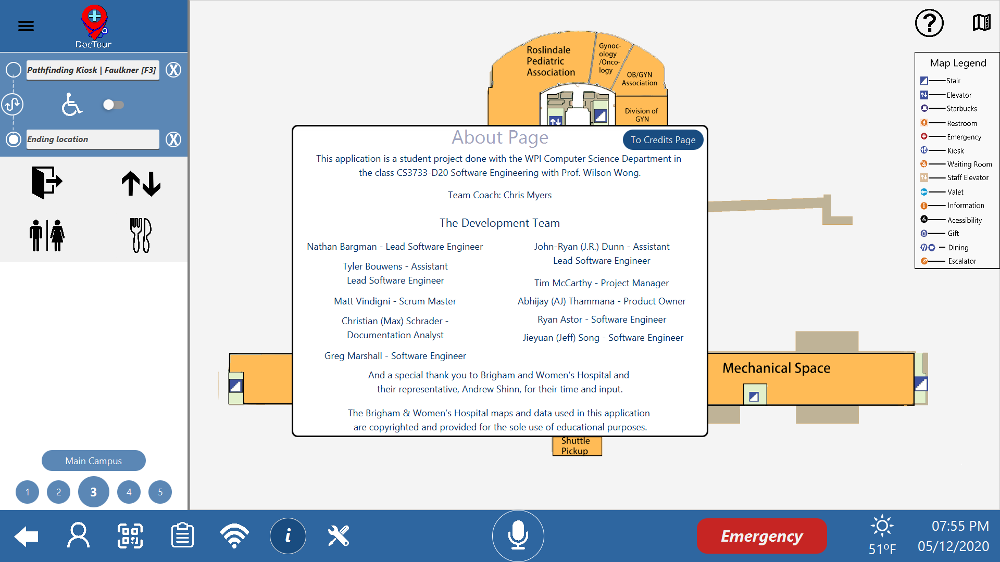 DocTour
Pathfinding Kiosk | Faulkner [F3]
X
Ending location
X
Main Campus
1
2
3
4
5
Roslindale
Pediatric
Association
Gynoc-
ology
/Onco-
logy
OB/GYN
Association
Division of
GYN
About Page
To Credits Page
This application is a student project done with the WPI Computer Science Department in
the class CS3733-D20 Software Engineering with Prof. Wilson Wong.
Team Coach: Chris Myers
The Development Team
Nathan Bargman - Lead Software Engineer
Tyler Bouwens - Assistant
Lead Software Engineer
Matt Vindigni - Scrum Master
Christian (Max) Schrader -
Documentation Analyst
Greg Marshall - Software Engineer
John-Ryan (J.R.) Dunn - Assistant
Lead Software Engineer
Tim McCarthy - Project Manager
Abhijay (AJ) Thammana - Product Owner
Ryan Astor - Software Engineer
Jieyuan (Jeff) Song - Software Engineer
And a special thank you to Brigham and Women's Hospital and
their representative, Andrew Shinn, for their time and input.
The Brigham & Women's Hospital maps and data used in this application
are copyrighted and provided for the sole use of educational purposes.
Mechanical Space
Shuttle
Pickup
?
Map Legend
Stair
Elevator
Starbucks
Restroom
Emergency
Kiosk
Waiting Room
Staff Elevator
Valet
Information
Acessibility
Gift
Dining
Escalator
i
Emergency
51ºF
07:55 PM
05/12/2020